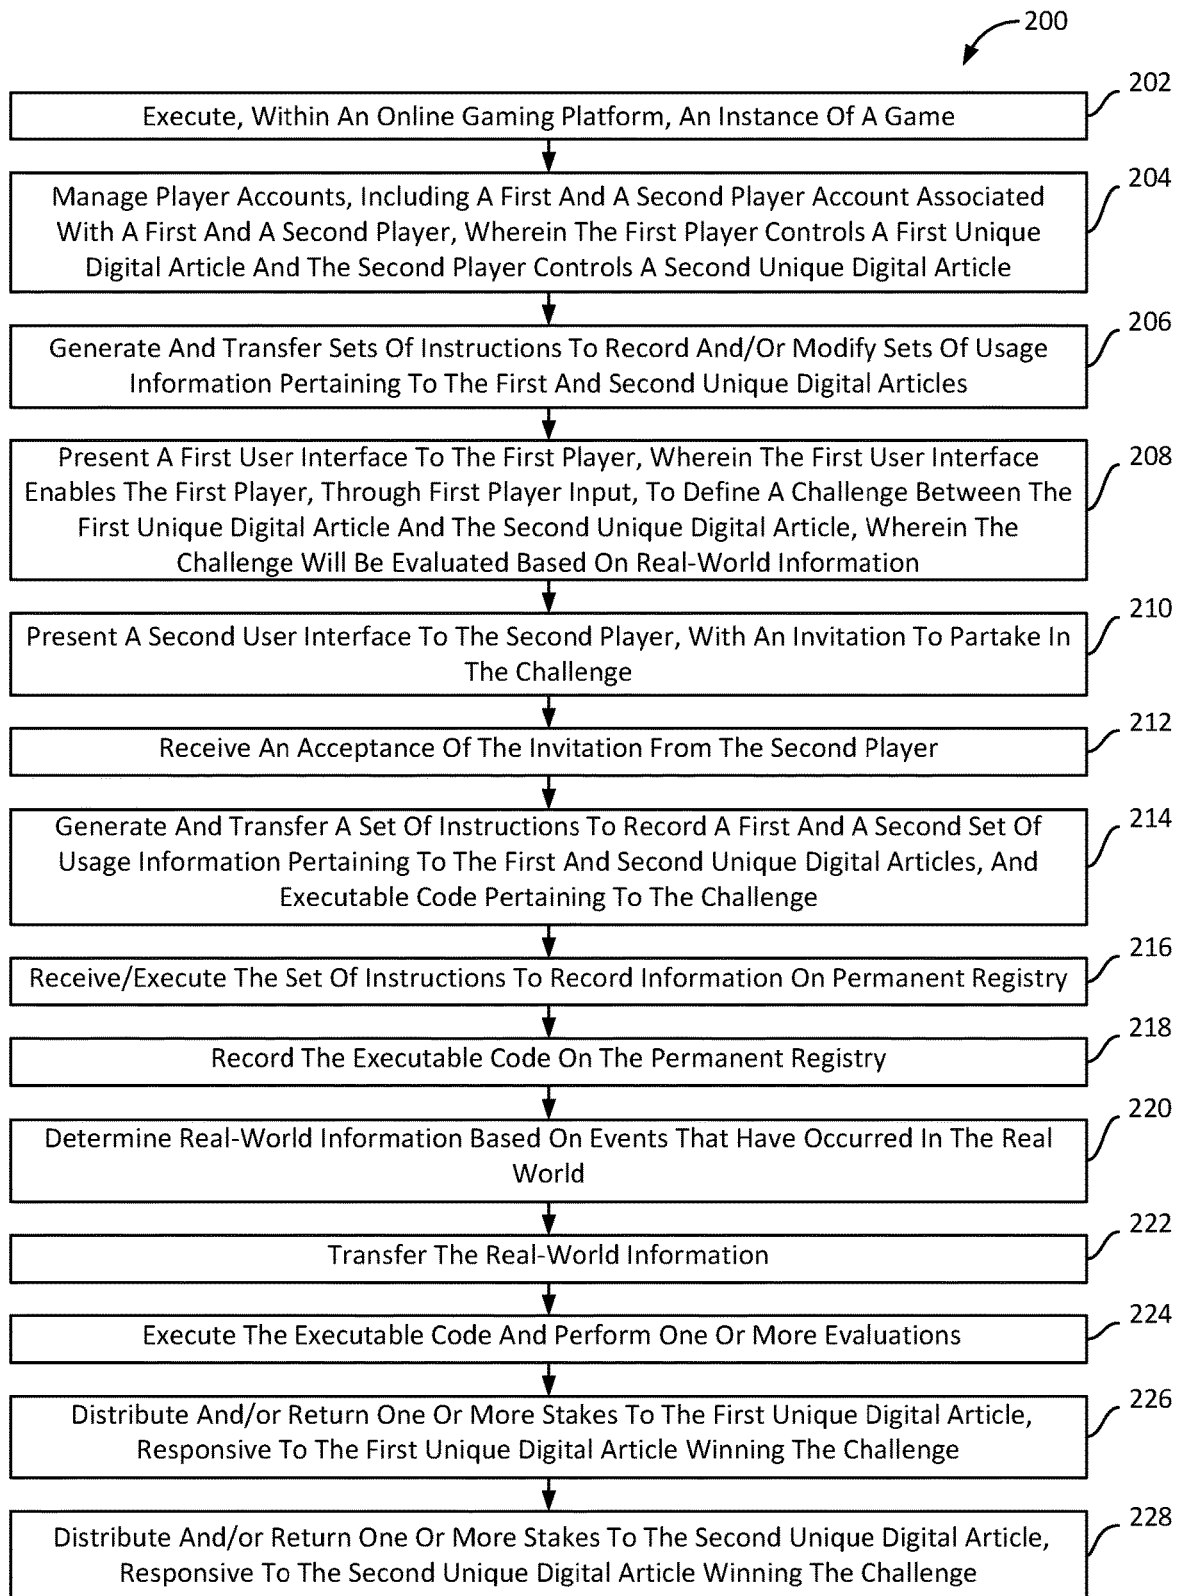 200
202
Execute, Within An Online Gaming Platform, An Instance Of A Game
204
Manage Player Accounts, Including A First And A Second Player Account Associated
With A First And A Second Player, Wherein The First Player Controls A First Unique
Digital Article And The Second Player Controls A Second Unique Digital Article
206
Generate And Transfer Sets Of Instructions To Record And/Or Modify Sets Of Usage
Information Pertaining To The First And Second Unique Digital Articles
208
Present A First User Interface To The First Player, Wherein The First User Interface
Enables The First Player, Through First Player Input, To Define A Challenge Between The
First Unique Digital Article And The Second Unique Digital Article, Wherein The
Challenge Will Be Evaluated Based On Real-World Information
210
Present A Second User Interface To The Second Player, With An Invitation To Partake In
The Challenge
212
Receive An Acceptance Of The Invitation From The Second Player
214
Generate And Transfer A Set Of Instructions To Record A First And A Second Set Of
Usage Information Pertaining To The First And Second Unique Digital Articles, And
Executable Code Pertaining To The Challenge
216
Receive/Execute The Set Of Instructions To Record Information On Permanent Registry
218
Record The Executable Code On The Permanent Registry
220
Determine Real-World Information Based On Events That Have Occurred In The Real
World
222
Transfer The Real-World Information
224
Execute The Executable Code And Perform One Or More Evaluations
226
Distribute And/or Return One Or More Stakes To The First Unique Digital Article,
Responsive To The First Unique Digital Article Winning The Challenge
228
Distribute And/or Return One Or More Stakes To The Second Unique Digital Article,
Responsive To The Second Unique Digital Article Winning The Challenge